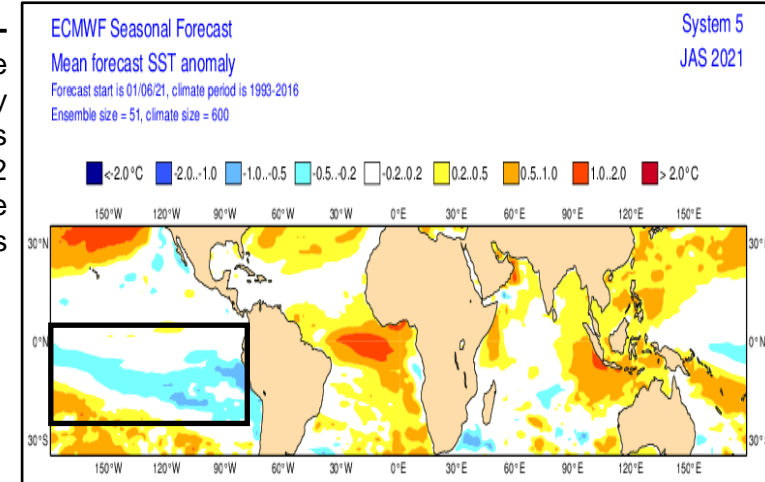 e
y
s
2
e
s
ECMWF Seasonal Forecast System 5
Mean forecast SST anomaly JAS 2021
Forecast start is 01/06/21, climate period is 1993-2016
Ensemble size = 51, climate size = 600
<-2.0°C -2.0..-1.0 -1.0..-0.5 -0.5..-0.2 -0.2..0.2 0.2..0.5 0.5..1.0 1.0..2.0 > 2.0°C
150°W 120°W 90°W 60°W 30°W 0°E 30°E 60°E 90°E 120°E 150°E
30°N 30°
0°N 0°N
30°S 30°S
150°W 120°W 90°W 60°W 30°W 0°E 30°E 60°E 90°E 120°E 150°E